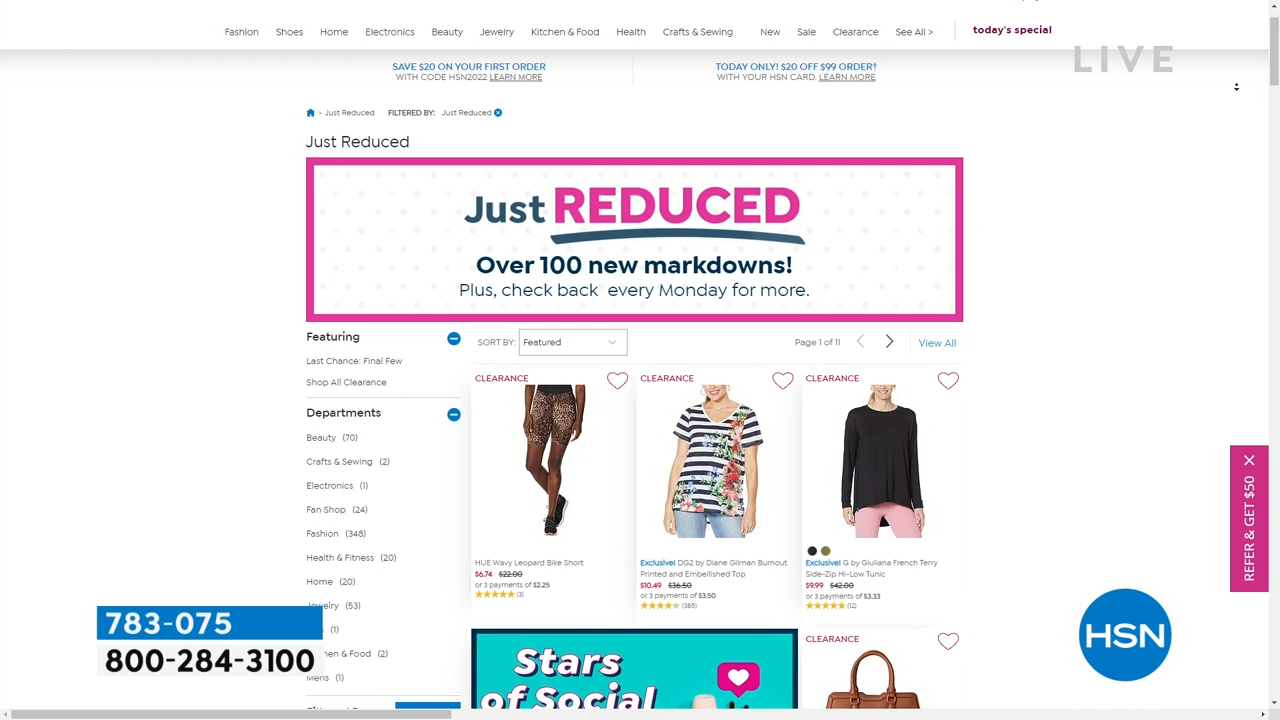 Fashion Shoes Home Electronics Beauty Jewelry Kitchen & Food Health Crafts & Sewing New Sale Clearance See All > today's special
LIVE
SAVE $20 ON YOUR FIRST ORDER
WITH CODE HSN2022. LEARN MORE
TODAY ONLY! $20 OFF $99 ORDER†
WITH YOUR HSN CARD. LEARN MORE
> Just Reduced FILTERED BY: Just Reduced
Just Reduced
Just REDUCED
Over 100 new markdowns!
Plus, check back every Monday for more.
Featuring
Last Chance: Final Few
Shop All Clearance
Departments
Beauty (70)
Crafts & Sewing (2)
Electronics (1)
Fan Shop (24)
Fashion (348)
Health & Fitness (20)
Home (20)
Jewelry (53)
(1)
(2)
Mens (1)
SORT BY: Featured
Page 1 of 11
View All
CLEARANCE
HUE Wavy Leopard Bike Short
$6.74 $22.00
or 3 payments of $2.25
(3)
CLEARANCE
Exclusive! DG2 by Diane Gilman Burnout
Printed and Embellished Top
$10.49 $36.50
or 3 payments of $3.50
(385)
CLEARANCE
Exclusive! G by Giuliana French Terry
Side-Zip Hi-Low Tunic
$9.99 $42.00
or 3 payments of $3.33
(12)
Stars
of Social
CLEARANCE
REFER & GET $50
783-075
800-284-3100
HSN